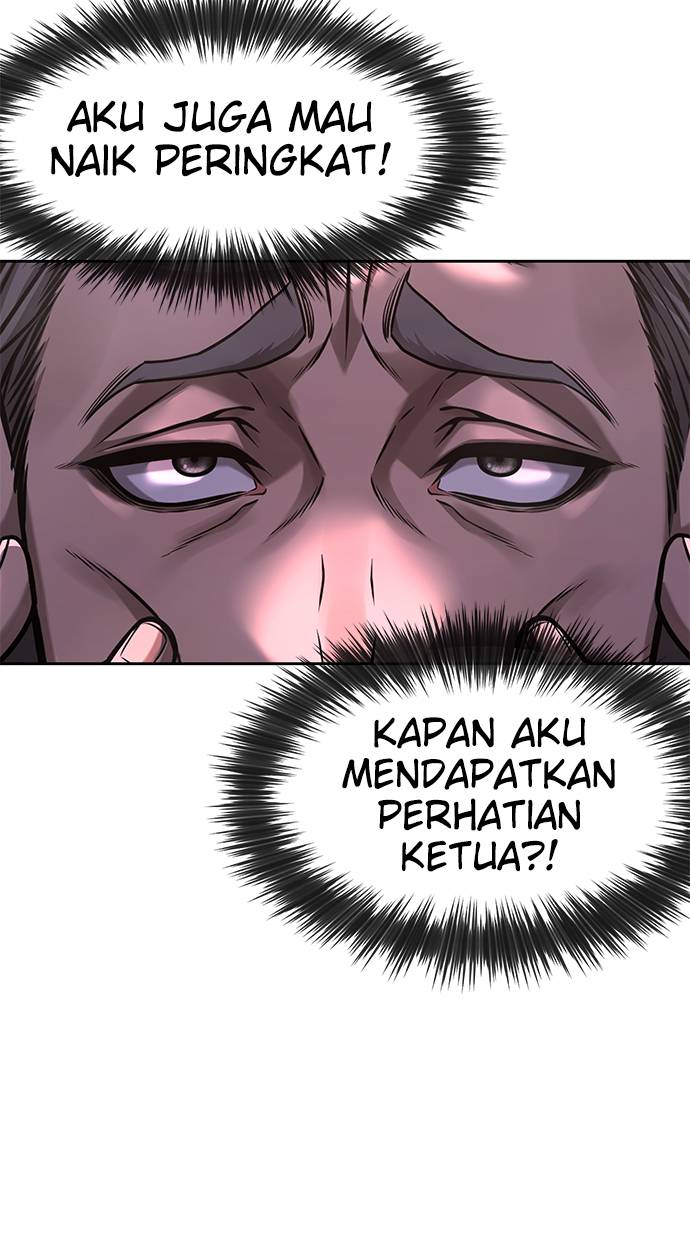 AKU JUGA MAU
NAIK PERINGKAT!
KAPAN AKU
MENDAPATKAN
PERHATIAN
KETUA?!